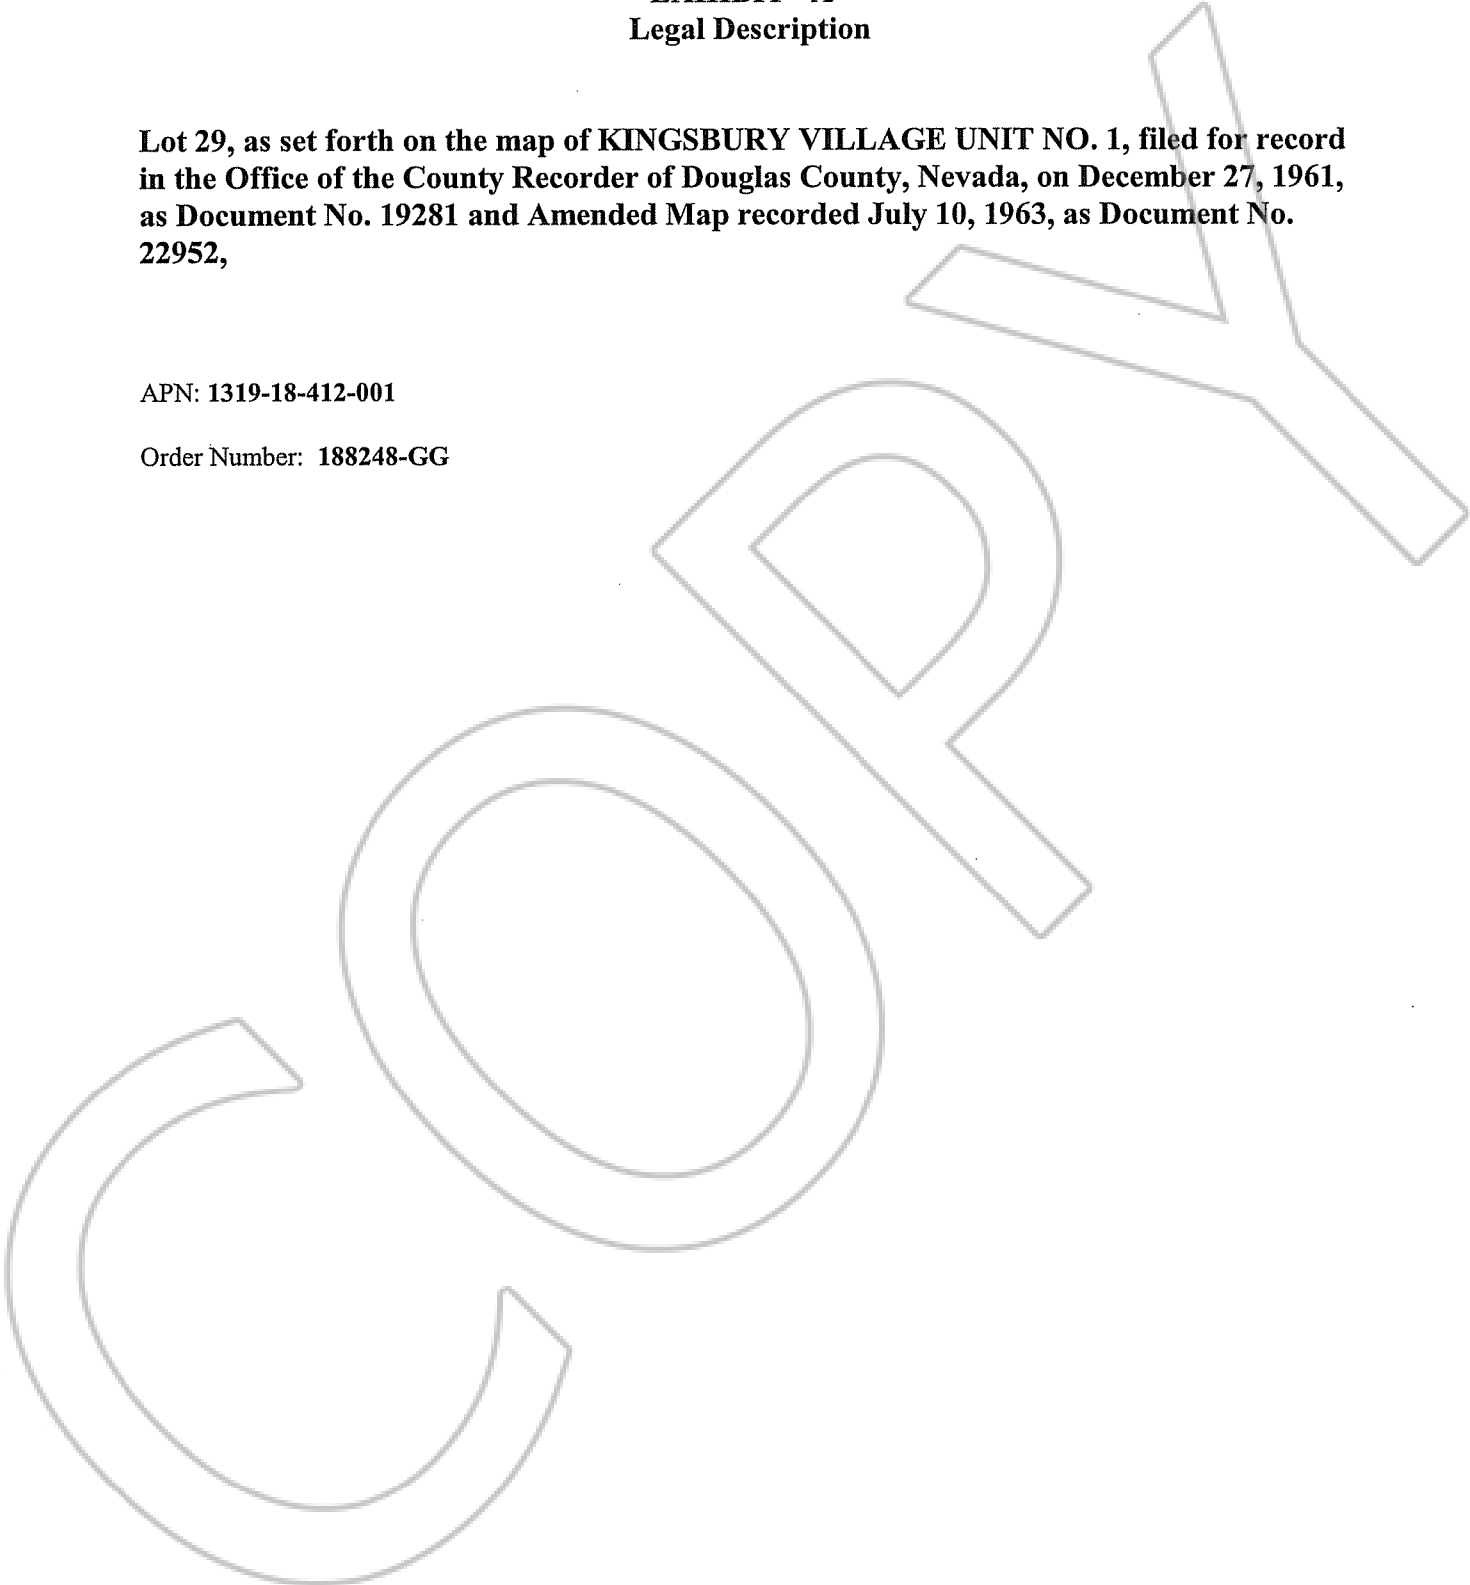 Legal Description
Lot 29, as set forth on the map of KINGSBURY VILLAGE UNIT NO. 1, filed for record
in the Office of the County Recorder of Douglas County, Nevada, on December 27, 1961,
as Document No. 19281 and Amended Map recorded July 10, 1963, as Document No.
22952,
APN: 1319-18-412-001
Order Number: 188248-GG
COPY